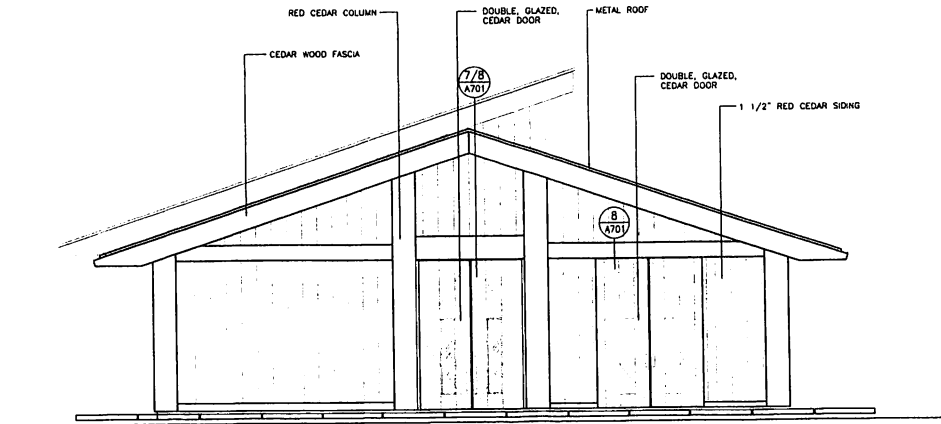 RED CEDAR COLUMN
DOUBLE, GLAZED,
CEDAR DOOR
METAL ROOF
CEDAR WOOD FASCIA
7/8
A701
DOUBLE, GLAZED,
CEDAR DOOR
1 1/2" RED CEDAR SIDING
8
A701